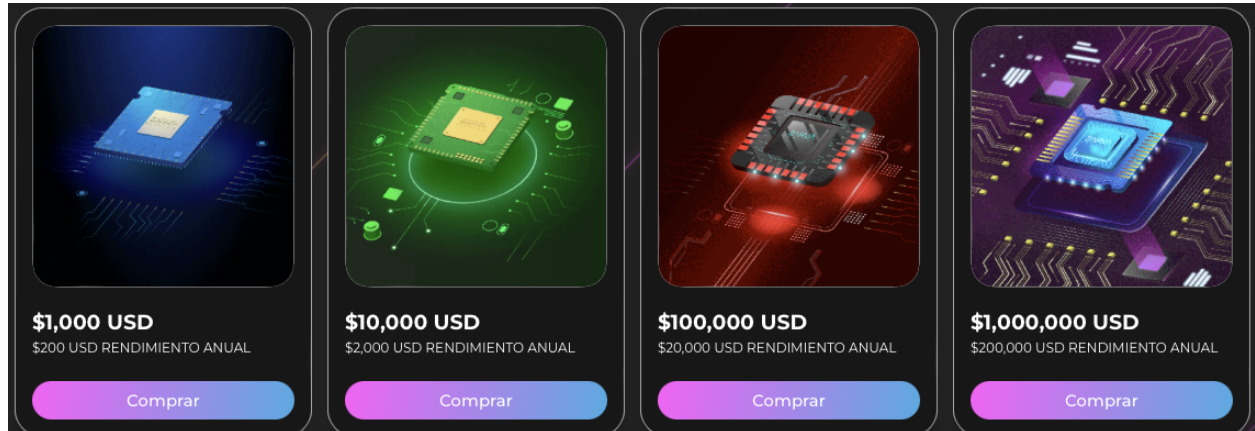 $1,000 USD
$200 USD RENDIMIENTO ANUAL
Comprar
$10,000 USD
$2,000 USD RENDIMIENTO ANUAL
Comprar
$100,000 USD
$20,000 USD RENDIMIENTO ANUAL
Comprar
$1,000,000 USD
$200,000 USD RENDIMIENTO ANUAL
Comprar